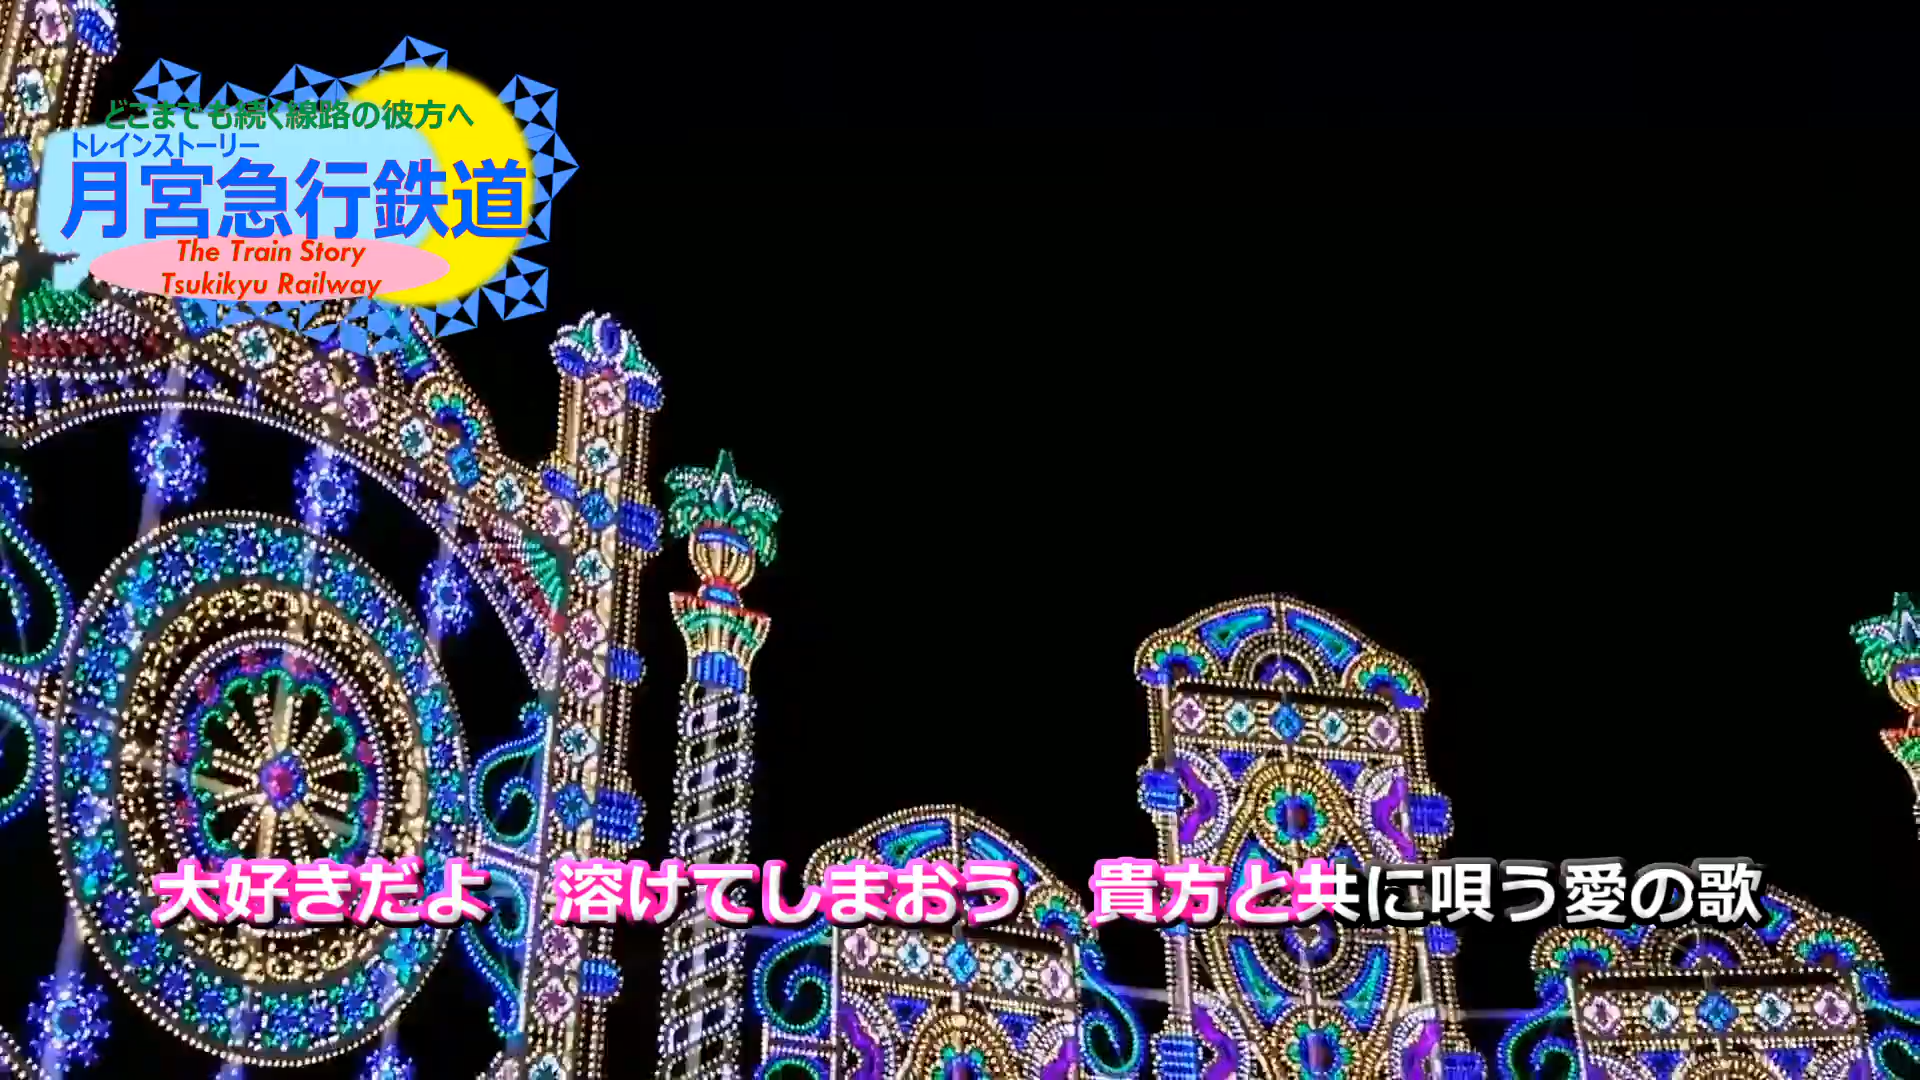 どこまでも続く線路の彼方へ
トレインストーリー
月宮急行鉄道
The Train Story
Tsukikyu Railway
大好きだよ　溶けてしまおう　貴方と共に唄う愛の歌